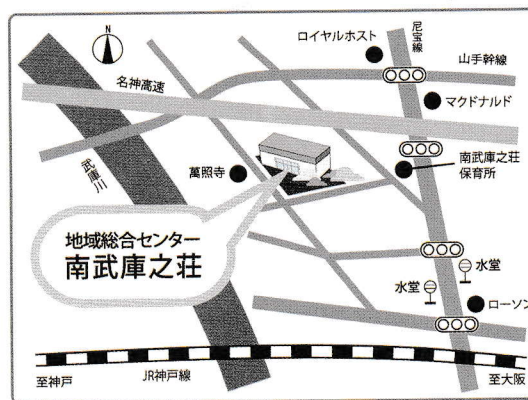 N
ロイヤルホスト
尼宝線
山手幹線
名神高速
マクドナルド
武庫川
萬照寺
南武庫之荘
保育所
地域総合センター
南武庫之荘
水堂
水堂
ローソン
至神戸
JR神戸線
至大阪